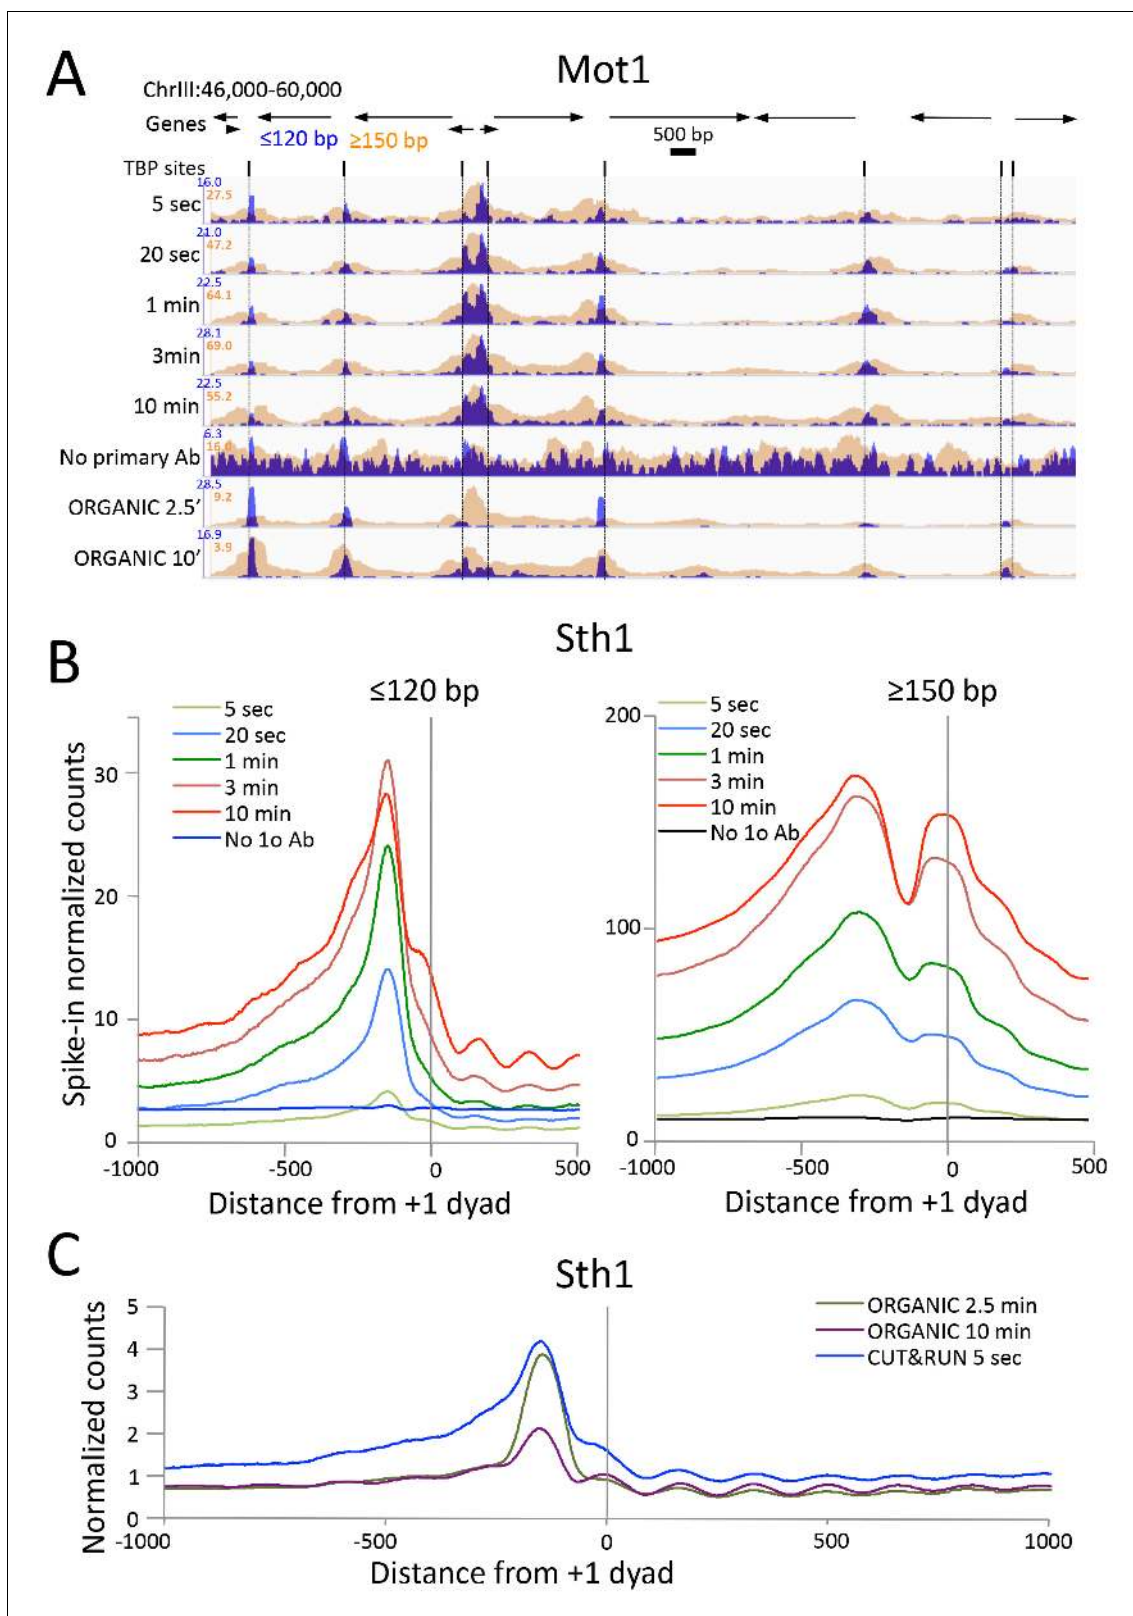 A
Mot1
ChrIII:46,000-60,000
Genes
≤120 bp
≥150 bp
500 bp
TBP sites
16.0
27.5
5 sec
21.0
47.2
20 sec
22.5
64.1
1 min
28.1
69.0
3min
22.5
55.2
10 min
6.3
No primary Ab
28.5
9.2
ORGANIC 2.5′
16.9
3.9
ORGANIC 10′
B
Sth1
≤120 bp
5 sec
20 sec
1 min
3 min
10 min
No 1o Ab
Spike-in normalized counts
30
20
10
0
-1000
-500
0
500
Distance from +1 dyad
≥150 bp
5 sec
20 sec
1 min
3 min
10 min
No 1o Ab
200
100
0
-1000
-500
0
500
Distance from +1 dyad
C
Sth1
ORGANIC 2.5 min
ORGANIC 10 min
CUT&RUN 5 sec
Normalized counts
5
4
3
2
1
0
-1000
-500
0
500
1000
Distance from +1 dyad